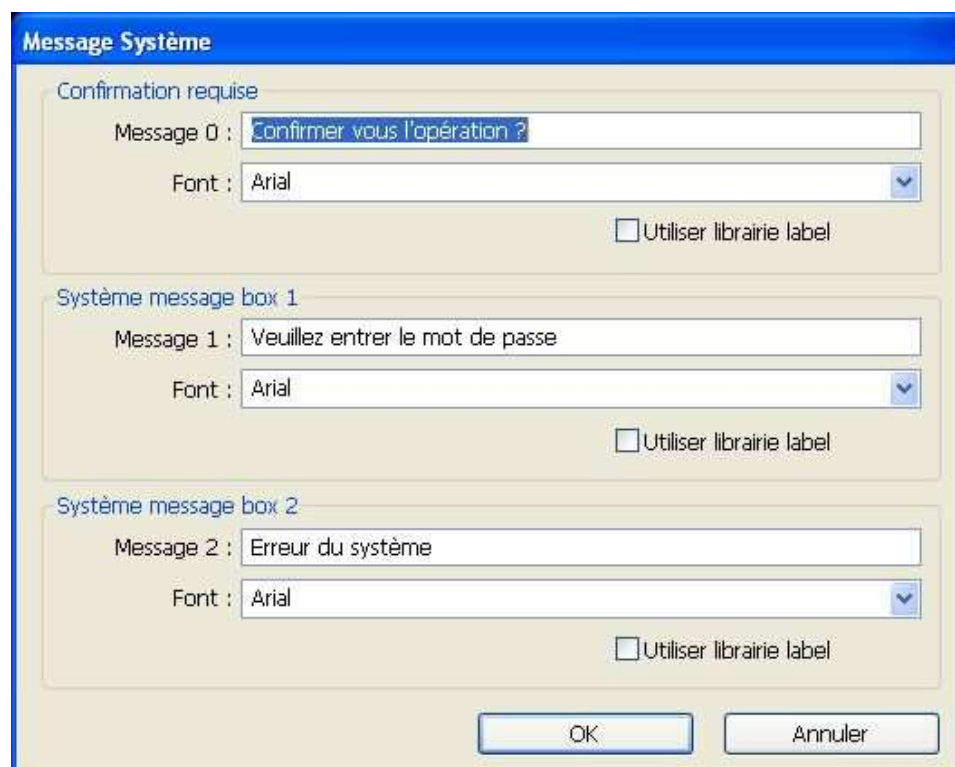 Message Système
Confirmation requise
Message 0 : Confirmer vous l'opération ?
Font : Arial
Utiliser librairie label
Système message box 1
Message 1 : Veuillez entrer le mot de passe
Font : Arial
Utiliser librairie label
Système message box 2
Message 2 : Erreur du système
Font : Arial
Utiliser librairie label
OK Annuler